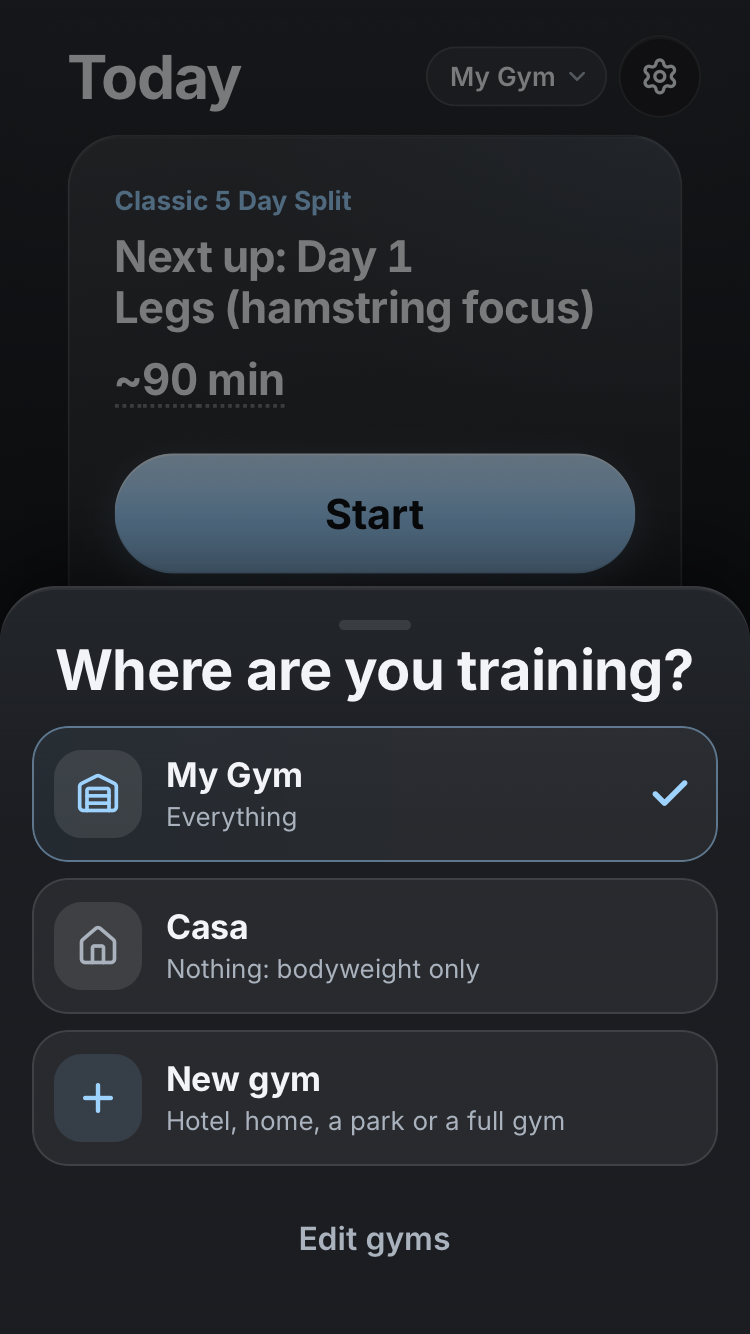 Today
My Gym
Classic 5 Day Split
Next up: Day 1
Legs (hamstring focus)
~90 min
Start
Where are you training?
My Gym
Everything
Casa
Nothing: bodyweight only
New gym
Hotel, home, a park or a full gym
Edit gyms